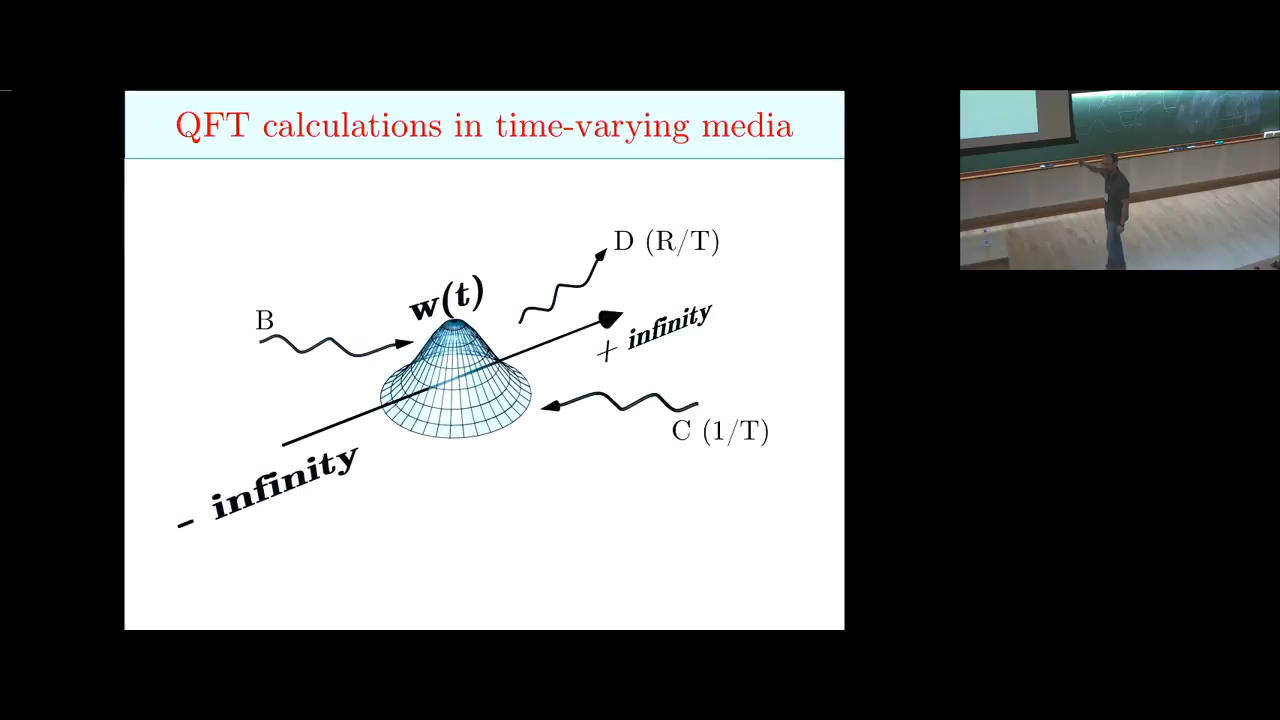 QFT calculations in time-varying media
D (R/T)
w(t)
B
+ infinity
C (1/T)
- infinity